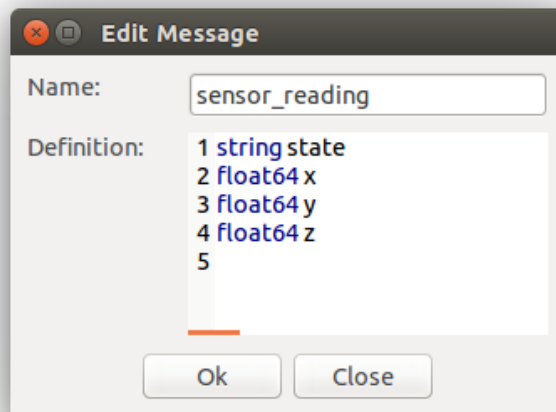 Edit Message
Name: sensor_reading
Definition: 1 string state
2 float64 x
3 float64 y
4 float64 z
5
Ok Close